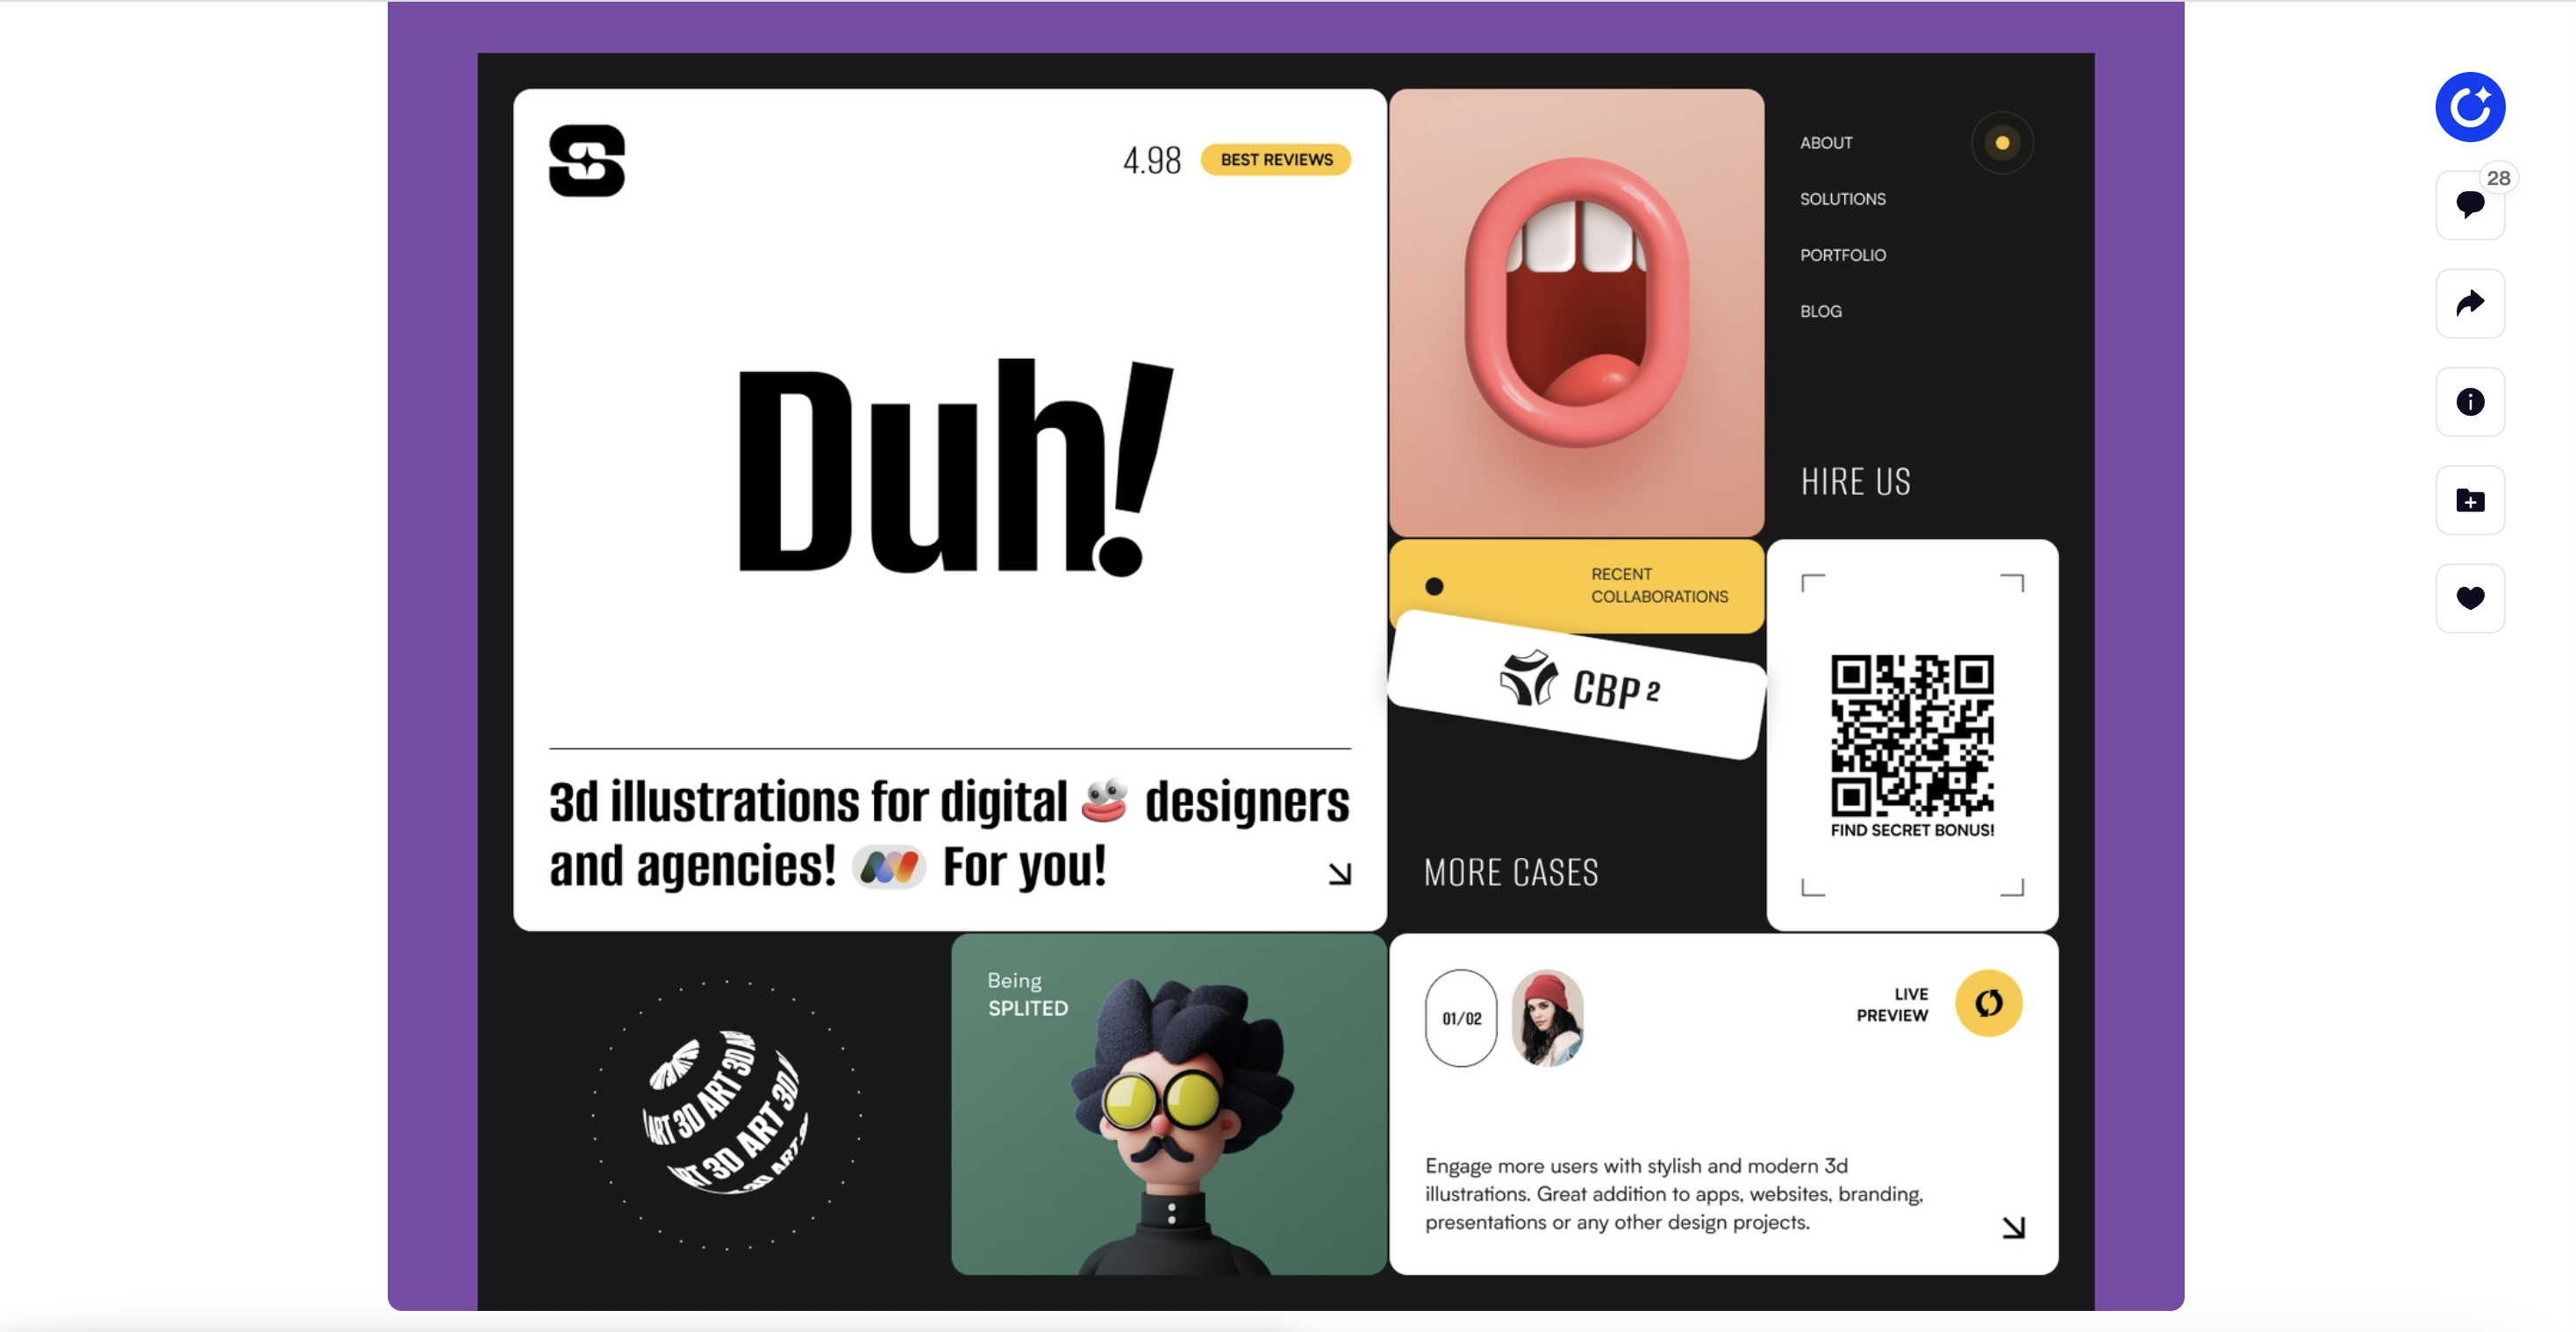 4.98
BEST REVIEWS
Duh!
3d illustrations for digital designers
and agencies! For you!
ABOUT
SOLUTIONS
PORTFOLIO
BLOG
HIRE US
RECENT
COLLABORATIONS
CBP 2
MORE CASES
FIND SECRET BONUS!
ART 3D ART 3D
3D ART 3D
3D ART
Being
SPLITED
01/02
LIVE
PREVIEW
Engage more users with stylish and modern 3d
illustrations. Great addition to apps, websites, branding,
presentations or any other design projects.
28